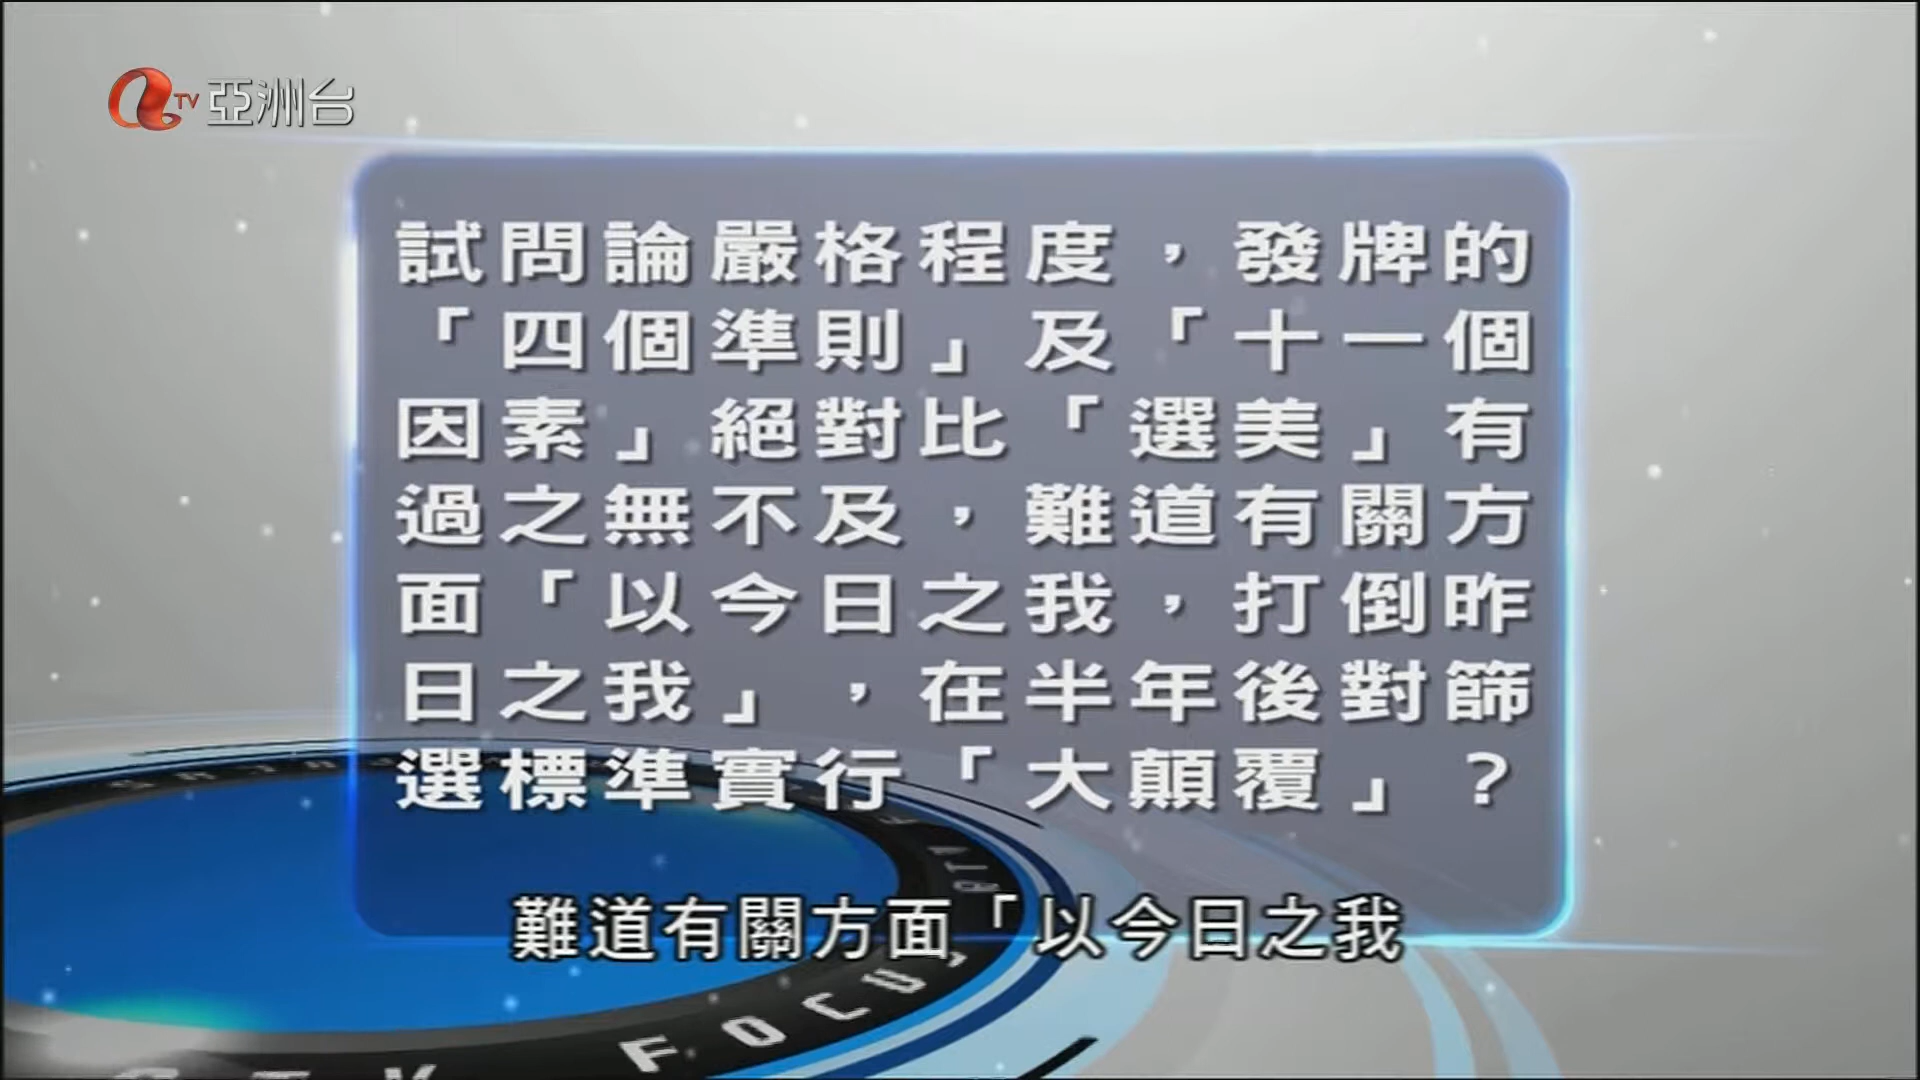 TV 亞洲台
試問論嚴格程度，發牌的
「四個準則」及「十一個
因素」絕對比「選美」有
過之無不及，難道有關方
面「以今日之我，打倒昨
日之我」，在半年後對篩
選標準實行「大顛覆」？
難道有關方面「以今日之我
FOCUS